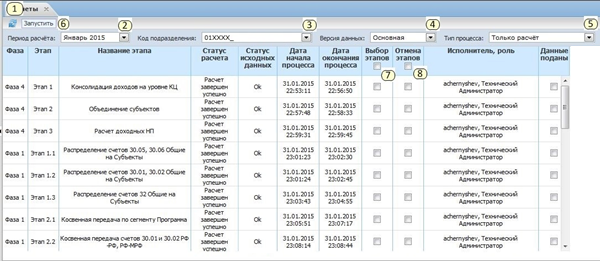 1 еты ×
Запустить 6 2 3 4 5
Период расчёта: Январь 2015 Код подразделения: 01XXXX_ Версия данных: Основная Тип процесса: Только расчёт
Фаза Этап Название этапа Статус расчета Статус исходных данных Дата начала процесса Дата окончания процесса Выбор этапов Отмена этапов Исполнитель, роль Данные поданы
7 8
Фаза 4 Этап 1 Консолидация доходов на уровне КЦ Расчет завершен успешно Ok 31.01.2015 22:53:11 31.01.2015 22:56:50 achernyshev, Технический Администратор
Фаза 4 Этап 2 Объединение субъектов Расчет завершен успешно Ok 31.01.2015 22:57:48 31.01.2015 22:58:33 achernyshev, Технический Администратор
Фаза 4 Этап 3 Расчет доходных НП Расчет завершен успешно Ok 31.01.2015 22:59:31 31.01.2015 22:59:45 achernyshev, Технический Администратор
Фаза 1 Этап 1.1 Распределение счетов 30.05, 30.06 Общие на Субъекты Расчет завершен успешно Ok 31.01.2015 23:01:23 31.01.2015 23:02:30 achernyshev, Технический Администратор
Фаза 1 Этап 1.2 Распределение счетов 30.01, 30.02 Общие на Субъекты Расчет завершен успешно Ok 31.01.2015 23:01:24 31.01.2015 23:02:45 achernyshev, Технический Администратор
Фаза 1 Этап 1.3 Распределение счетов 32 Общие на Субъекты Расчет завершен успешно Ok 31.01.2015 23:03:43 31.01.2015 23:04:55 achernyshev, Технический Администратор
Фаза 1 Этап 2.1 Косвенная передача по сегменту Программа Расчет завершен успешно Ok 31.01.2015 23:05:51 31.01.2015 23:07:17 achernyshev, Технический Администратор
Фаза 1 Этап 2.2 Косвенная передача счетов 30.01 и 30.02 РФ-РФ, РФ-МРФ Расчет завершен успешно Ok 31.01.2015 23:08:14 31.01.2015 23:08:44 achernyshev, Технический Администратор